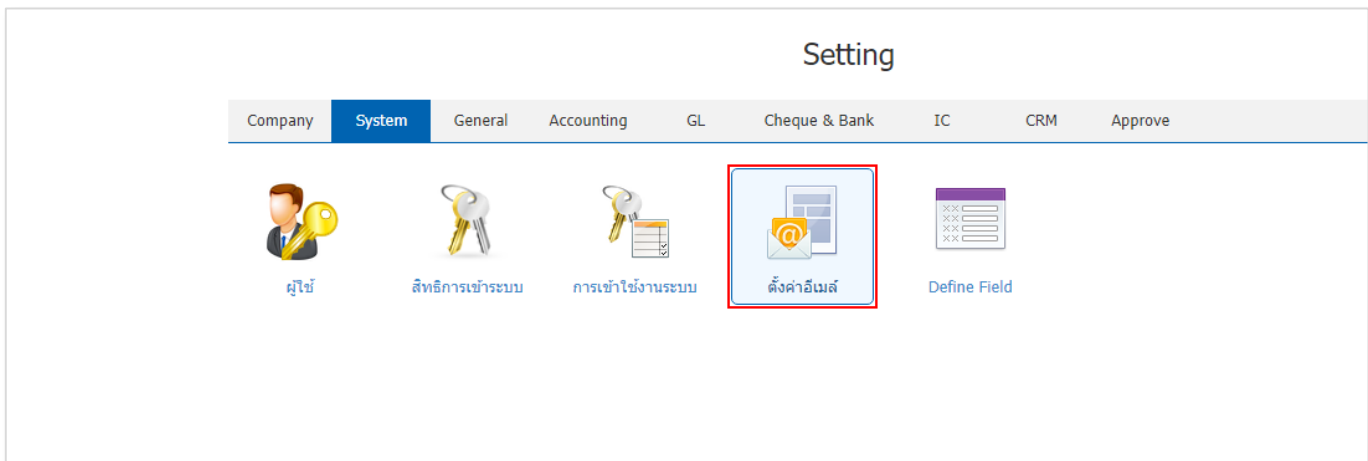 Setting
Company System General Accounting GL Cheque & Bank IC CRM Approve
ผู้ใช้ สิทธิการเข้าระบบ การเข้าใช้งานระบบ ตั้งค่าอีเมล์ Define Field